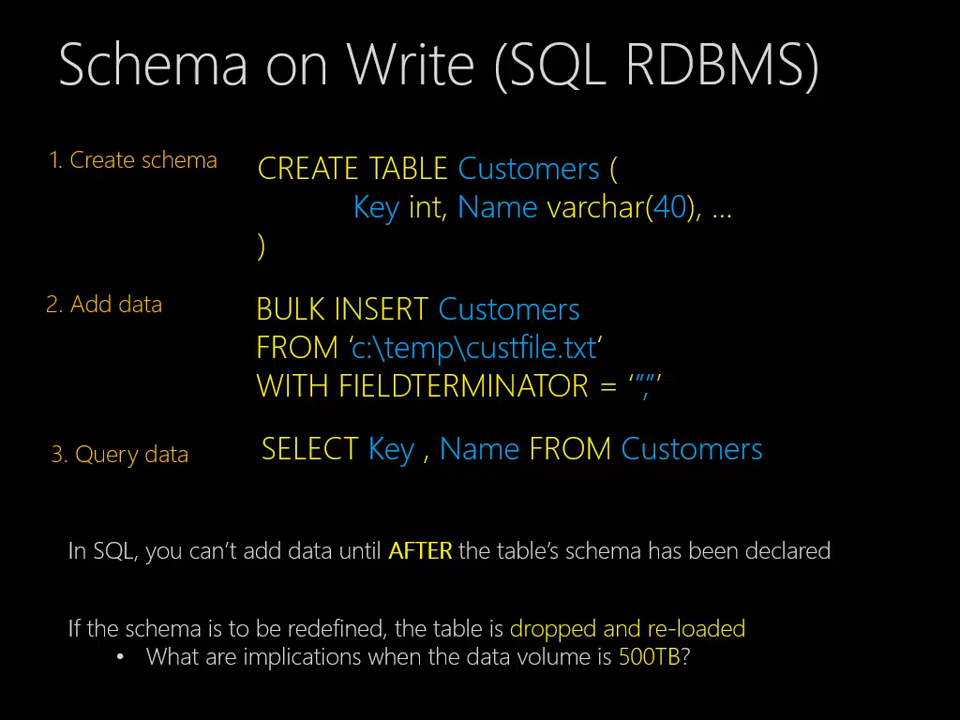 Schema on Write (SQL RDBMS)
1. Create schema
CREATE TABLE Customers (
Key int, Name varchar(40), ...
)
2. Add data
BULK INSERT Customers
FROM ‘c:\temp\custfile.txt‘
WITH FIELDTERMINATOR = ‘”,”’
3. Query data
SELECT Key , Name FROM Customers
In SQL, you can’t add data until AFTER the table’s schema has been declared
If the schema is to be redefined, the table is dropped and re-loaded
• What are implications when the data volume is 500TB?